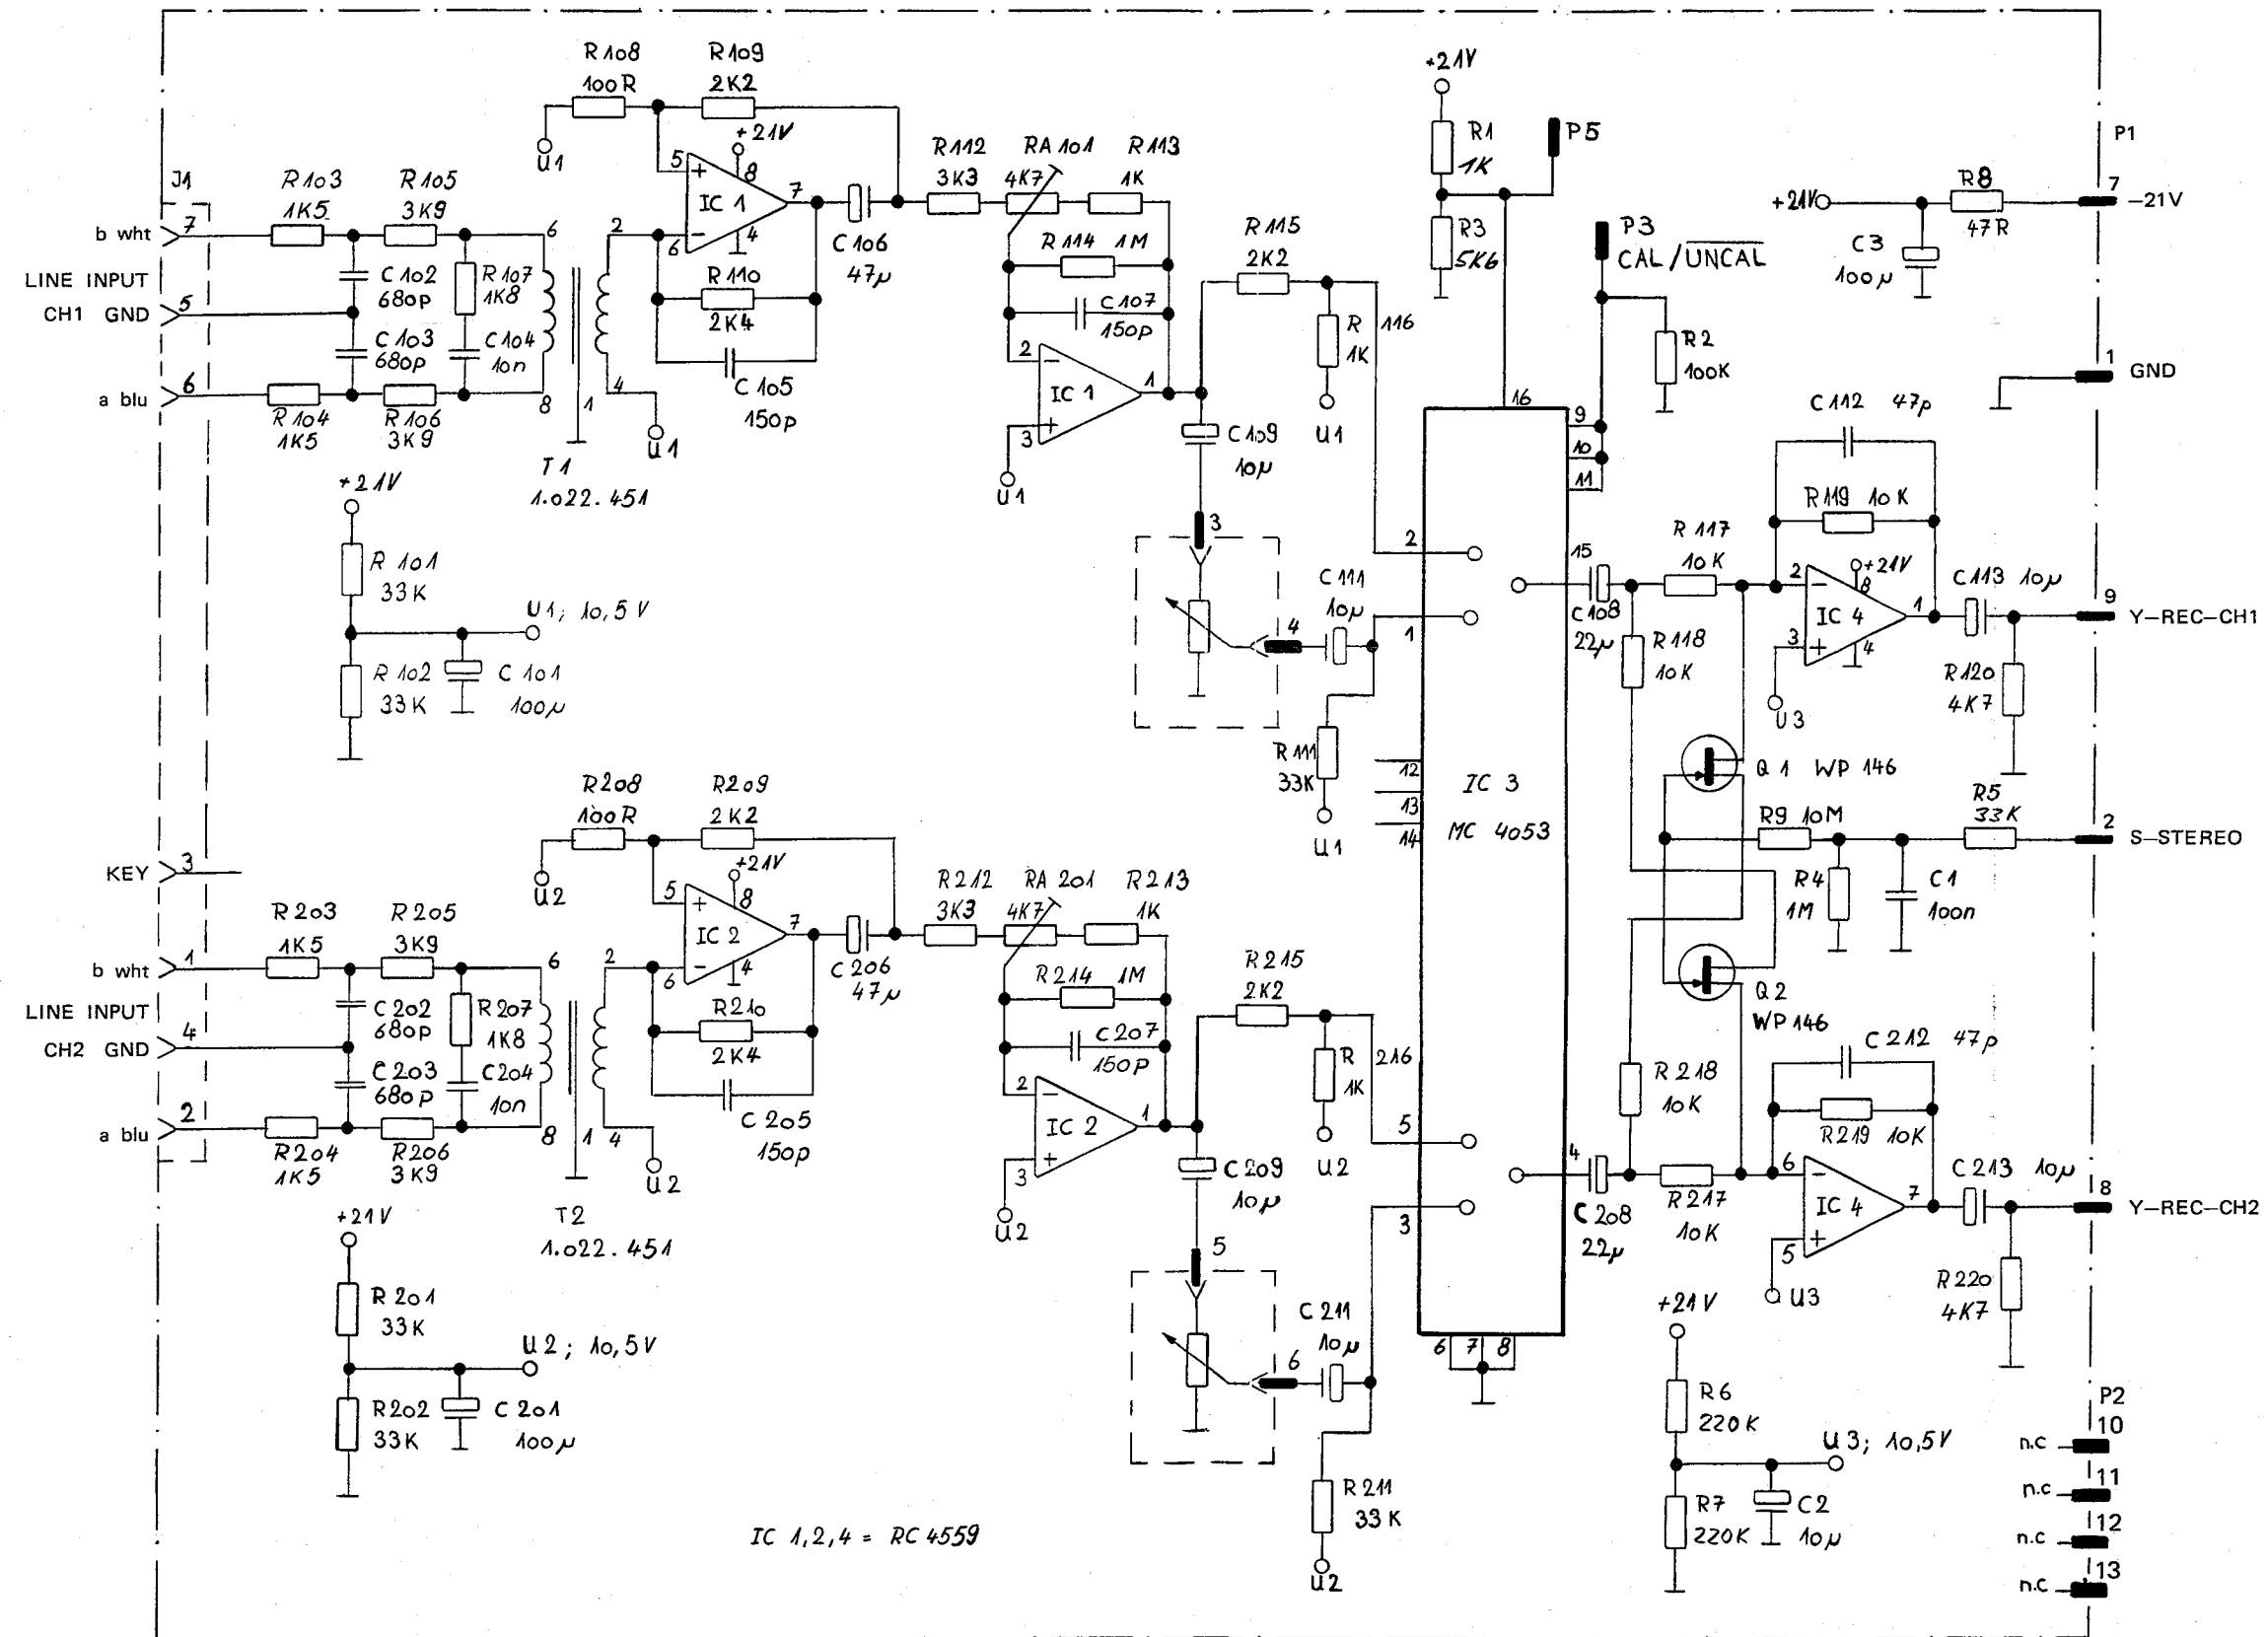 R108
100R
R109
2K2
+21V
5
+
8
7
IC 1
4
6
-
U1
J1
R103
1K5
R105
3K9
b wht
7
6
2
C102
680p
R107
1K8
LINE INPUT
CH1 GND
5
C103
680p
C104
10n
a blu
6
R104
1K5
R106
3K9
8
1
4
U1
T1
1.022.451
R110
2K4
C105
150p
C106
47µ
R112
3K3
RA101
4K7
R113
1K
R114 1M
C107
150p
2
-
IC 1
1
3
+
U1
R115
2K2
R
116
1K
U1
C109
10µ
3
4
C111
10µ
R111
33K
U1
+21V
R101
33K
U1; 10,5V
R102
33K
C101
100µ
+21V
R1
1K
P5
R3
5K6
P3
CAL/UNCAL
R2
100K
16
9
10
11
2
15
1
12
13
14
IC 3
MC 4053
5
4
3
6
7
8
+21V
R8
47R
C3
100µ
P1
7
-21V
1
GND
C112 47p
R119 10K
R117
10K
C108
22µ
R118
10K
2
-
+21V
8
IC 4
1
3
+
4
U3
C113 10µ
9
Y-REC-CH1
R120
4K7
Q1 WP146
R9 10M
R5
33K
2
S-STEREO
R4
1M
C1
100n
Q2
WP146
C212 47p
R218
10K
R219 10K
C208
22µ
R217
10K
6
-
IC 4
7
5
+
U3
C213 10µ
8
Y-REC-CH2
R220
4K7
KEY
3
R208
100R
R209
2K2
+21V
U2
5
+
8
7
IC 2
4
6
-
R203
1K5
R205
3K9
b wht
1
6
2
C202
680p
R207
1K8
LINE INPUT
CH2 GND
4
C203
680p
C204
10n
a blu
2
R204
1K5
R206
3K9
8
1
4
U2
T2
1.022.451
R210
2K4
C205
150p
C206
47µ
R212
3K3
RA201
4K7
R213
1K
R214 1M
C207
150p
2
-
IC 2
1
3
+
U2
R215
2K2
R
216
1K
U2
C209
10µ
5
6
C211
10µ
R211
33K
U2
+21V
R201
33K
U2; 10,5V
R202
33K
C201
100µ
+21V
R6
220K
U3; 10,5V
R7
220K
C2
10µ
P2
10
n.c
11
n.c
12
n.c
13
n.c
IC 1,2,4 = RC4559